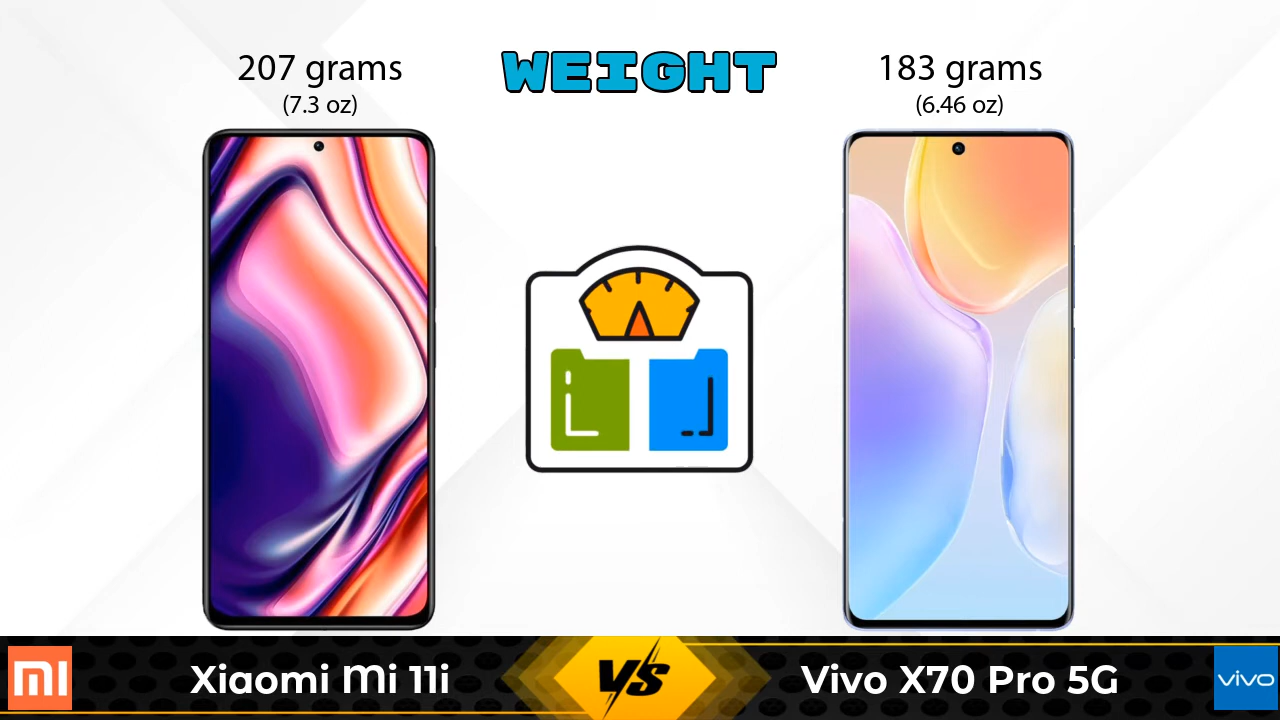 WEIGHT
207 grams
(7.3 oz)
183 grams
(6.46 oz)
mi
Xiaomi Mi 11i
VS
Vivo X70 Pro 5G
vivo